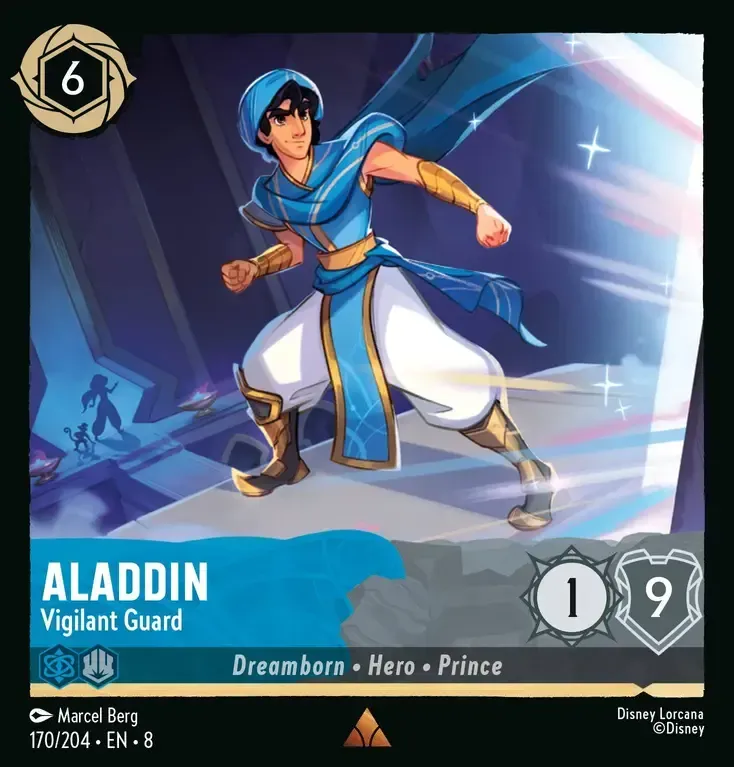 6
ALADDIN
Vigilant Guard
1
9
Dreamborn • Hero • Prince
Marcel Berg
Disney Lorcana
170/204 • EN • 8
©Disney